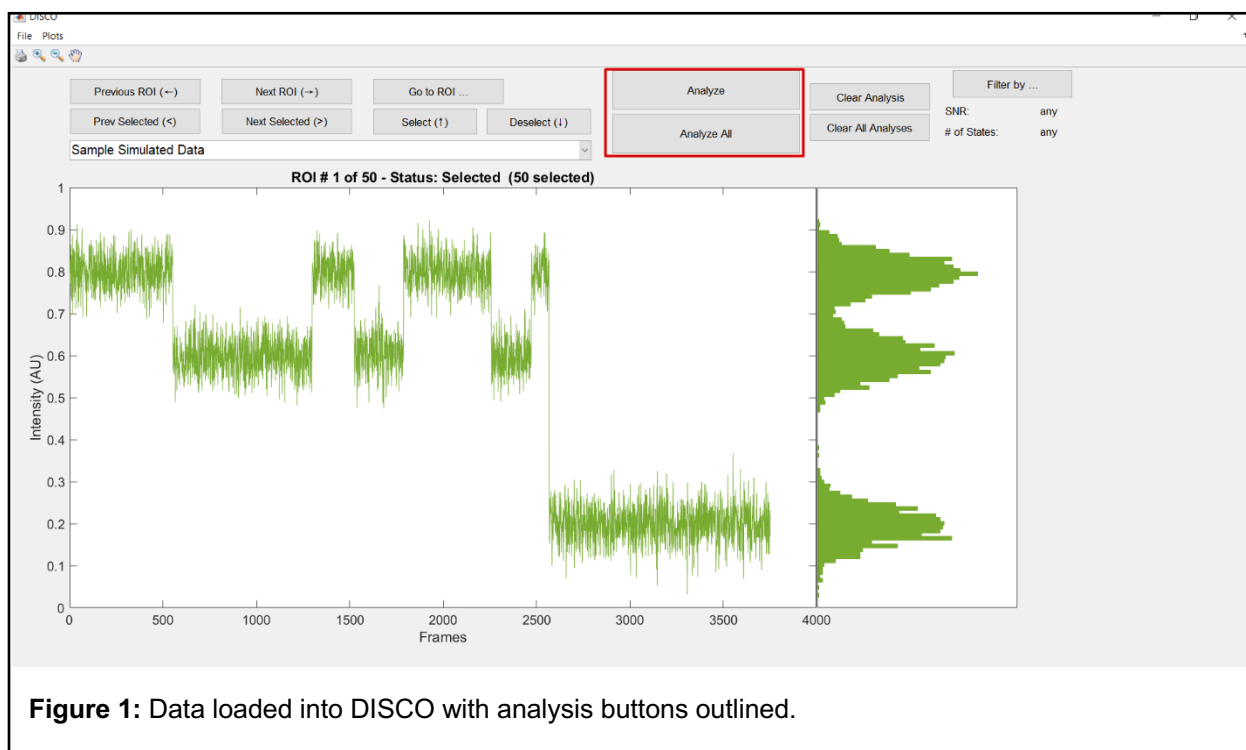 DISCO
File Plots
Previous ROI (←) Next ROI (→) Go to ROI ... Analyze Clear Analysis Filter by ...
Prev Selected (<) Next Selected (>) Select (↑) Deselect (↓) Analyze All Clear All Analyses
SNR: any
# of States: any
Sample Simulated Data
ROI # 1 of 50 - Status: Selected (50 selected)
1
0.9
0.8
0.7
0.6
0.5
0.4
0.3
0.2
0.1
0
Intensity (AU)
0 500 1000 1500 2000 2500 3000 3500 4000
Frames
Figure 1: Data loaded into DISCO with analysis buttons outlined.